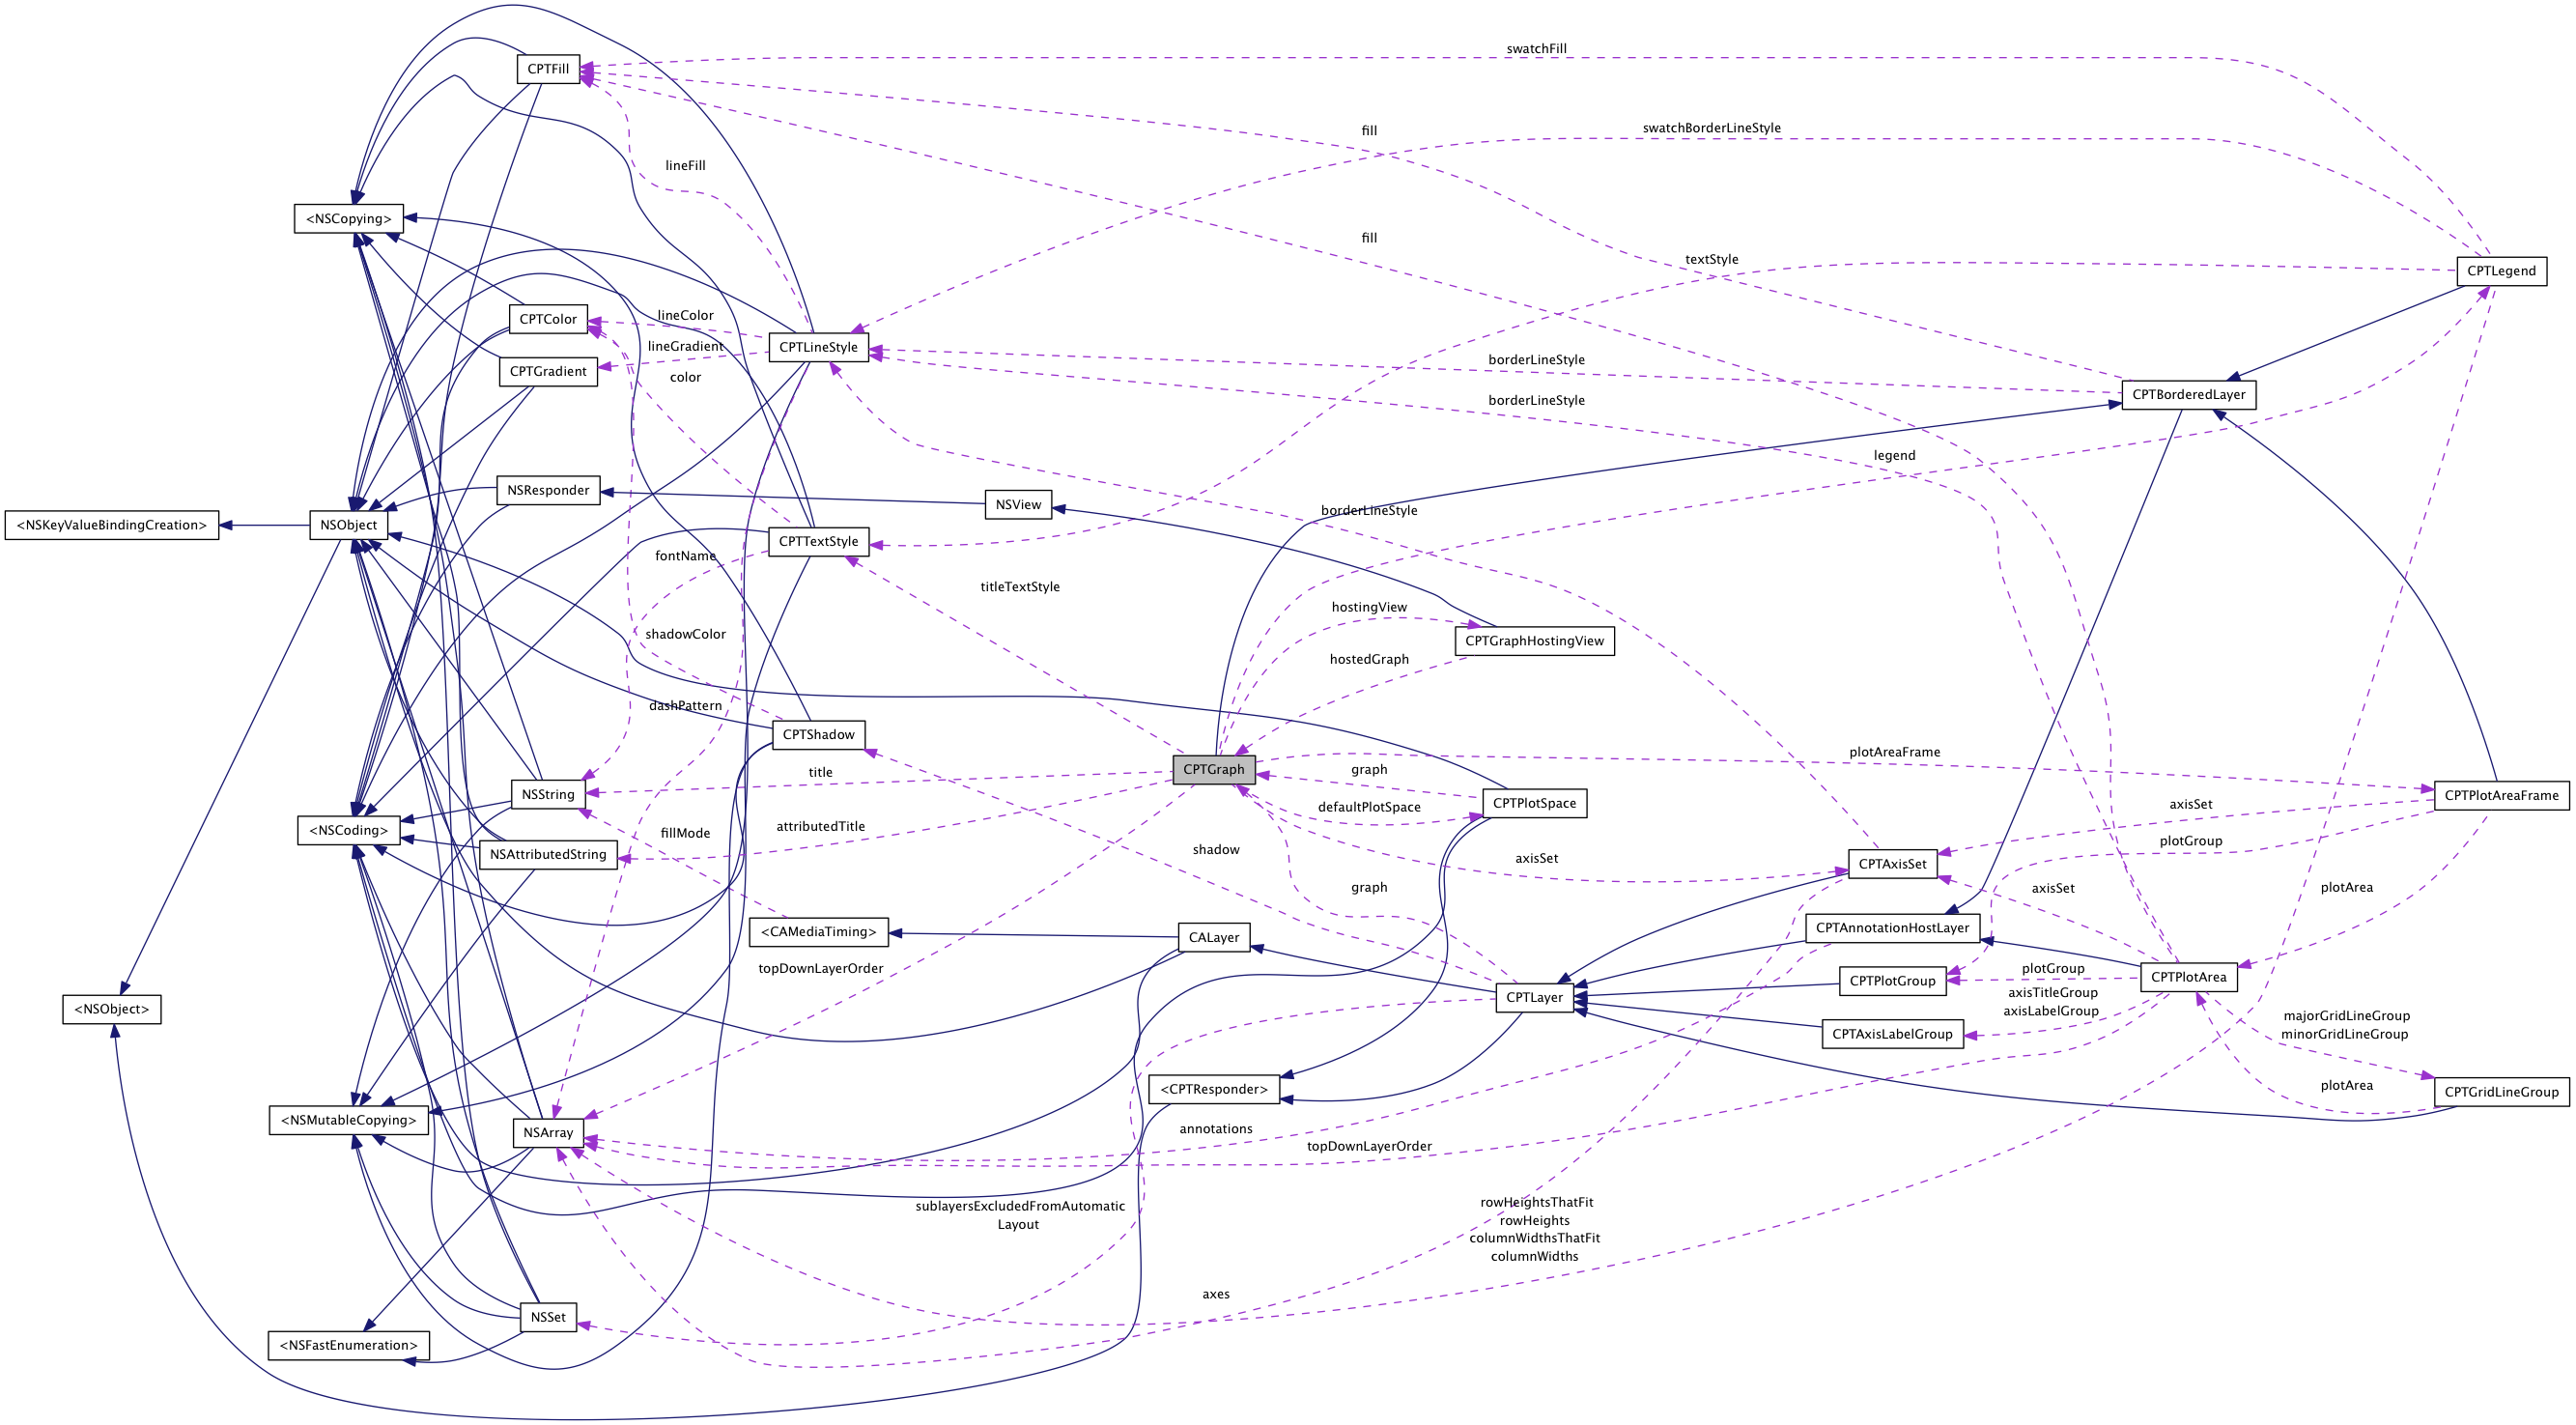 swatchFill
CPTFill
fill
swatchBorderLineStyle
lineFill
<NSCopying>
fill
textStyle
CPTLegend
CPTColor
lineColor
CPTLineStyle
lineGradient
CPTGradient
color
borderLineStyle
CPTBorderedLayer
borderLineStyle
legend
NSResponder
NSView
borderLineStyle
<NSKeyValueBindingCreation>
NSObject
CPTTextStyle
fontName
titleTextStyle
hostingView
shadowColor
CPTGraphHostingView
hostedGraph
dashPattern
CPTShadow
plotAreaFrame
CPTGraph
graph
title
NSString
CPTPlotSpace
CPTPlotAreaFrame
defaultPlotSpace
axisSet
attributedTitle
fillMode
<NSCoding>
plotGroup
shadow
NSAttributedString
axisSet
CPTAxisSet
graph
axisSet
plotArea
<CAMediaTiming>
CALayer
CPTAnnotationHostLayer
topDownLayerOrder
plotGroup
CPTPlotArea
CPTPlotGroup
axisTitleGroup
axisLabelGroup
CPTLayer
<NSObject>
majorGridLineGroup
minorGridLineGroup
CPTAxisLabelGroup
<CPTResponder>
plotArea
CPTGridLineGroup
<NSMutableCopying>
NSArray
annotations
topDownLayerOrder
sublayersExcludedFromAutomatic
Layout
rowHeightsThatFit
rowHeights
columnWidthsThatFit
columnWidths
axes
NSSet
<NSFastEnumeration>